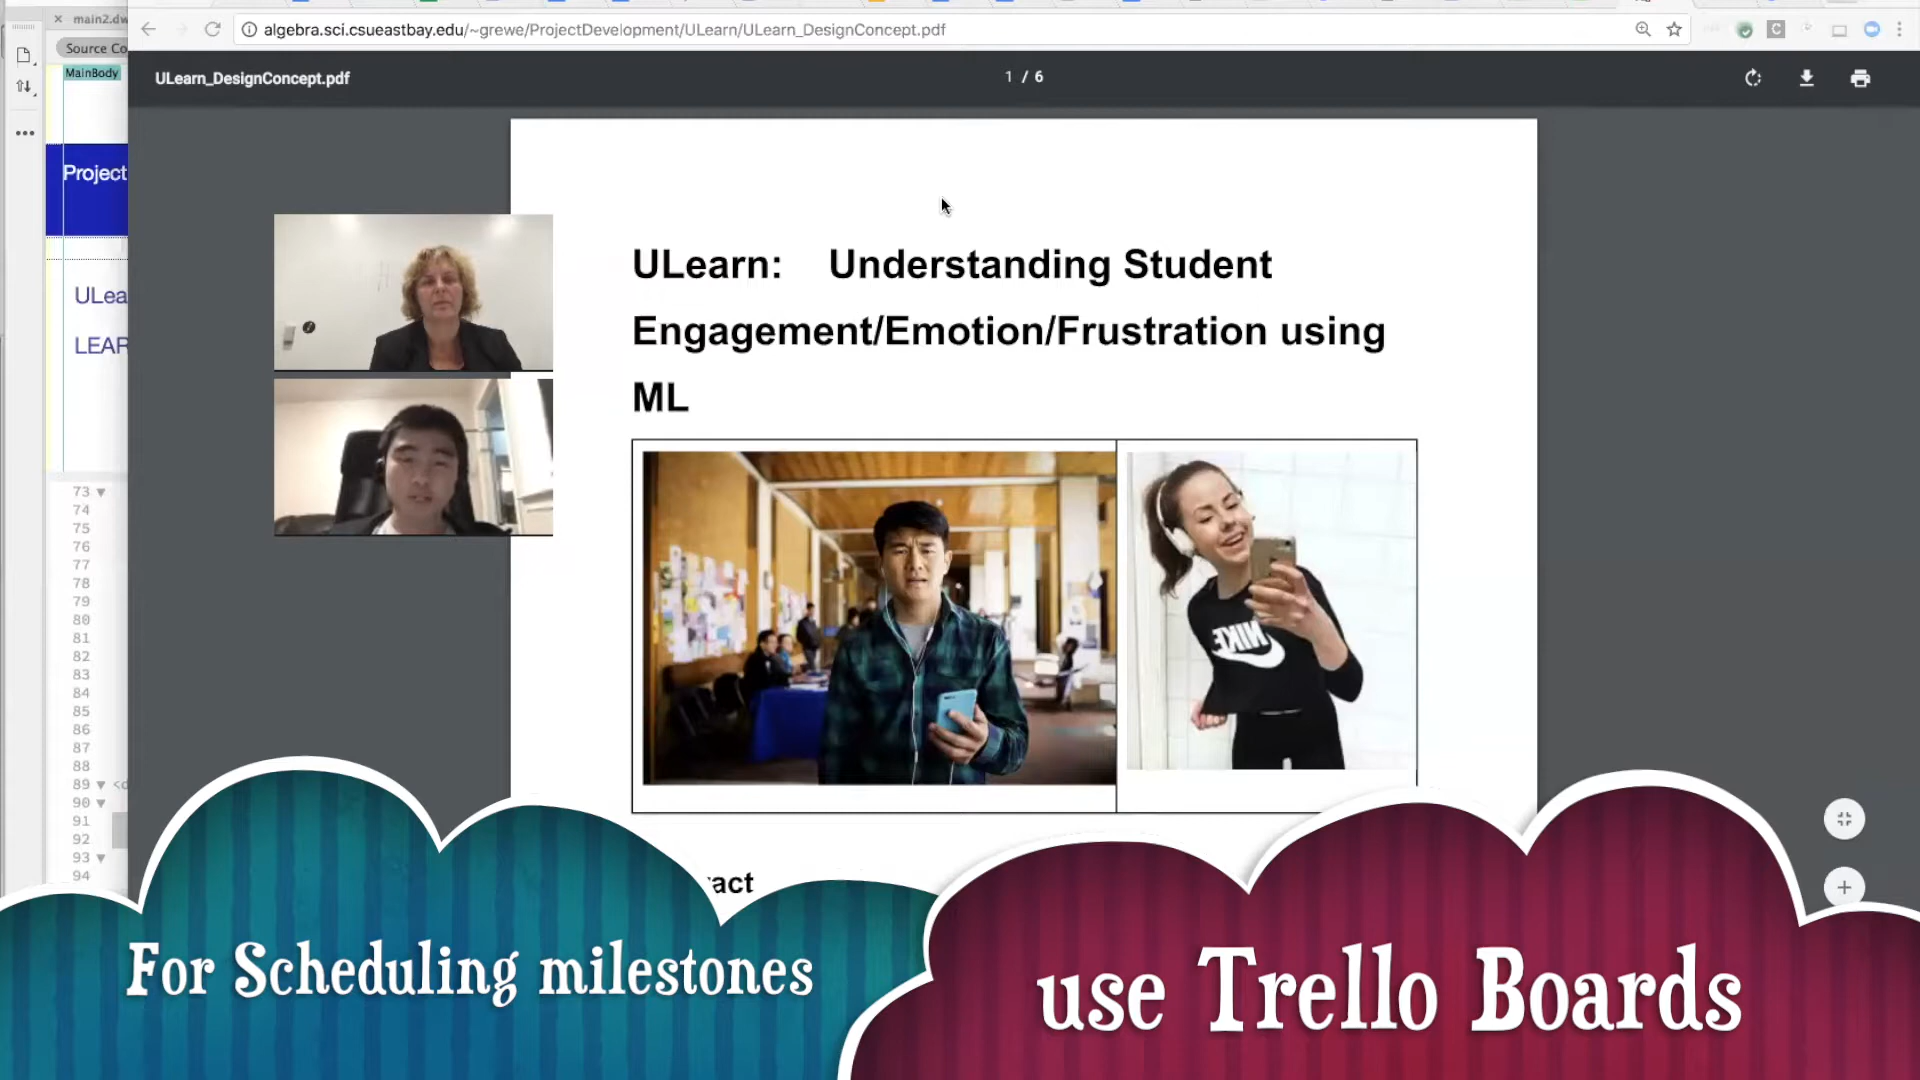 main2.dw
Source Co
MainBody
algebra.sci.csueastbay.edu/~grewe/ProjectDevelopment/ULearn/ULearn_DesignConcept.pdf
ULearn_DesignConcept.pdf
1 / 6
Project
ULea
LEAR
ULearn: Understanding Student
Engagement/Emotion/Frustration using
ML
NIKE
73
74
75
76
77
78
79
80
81
82
83
84
85
86
87
88
89 <d
90
91
92
93
94
ract
For Scheduling milestones
use Trello Boards